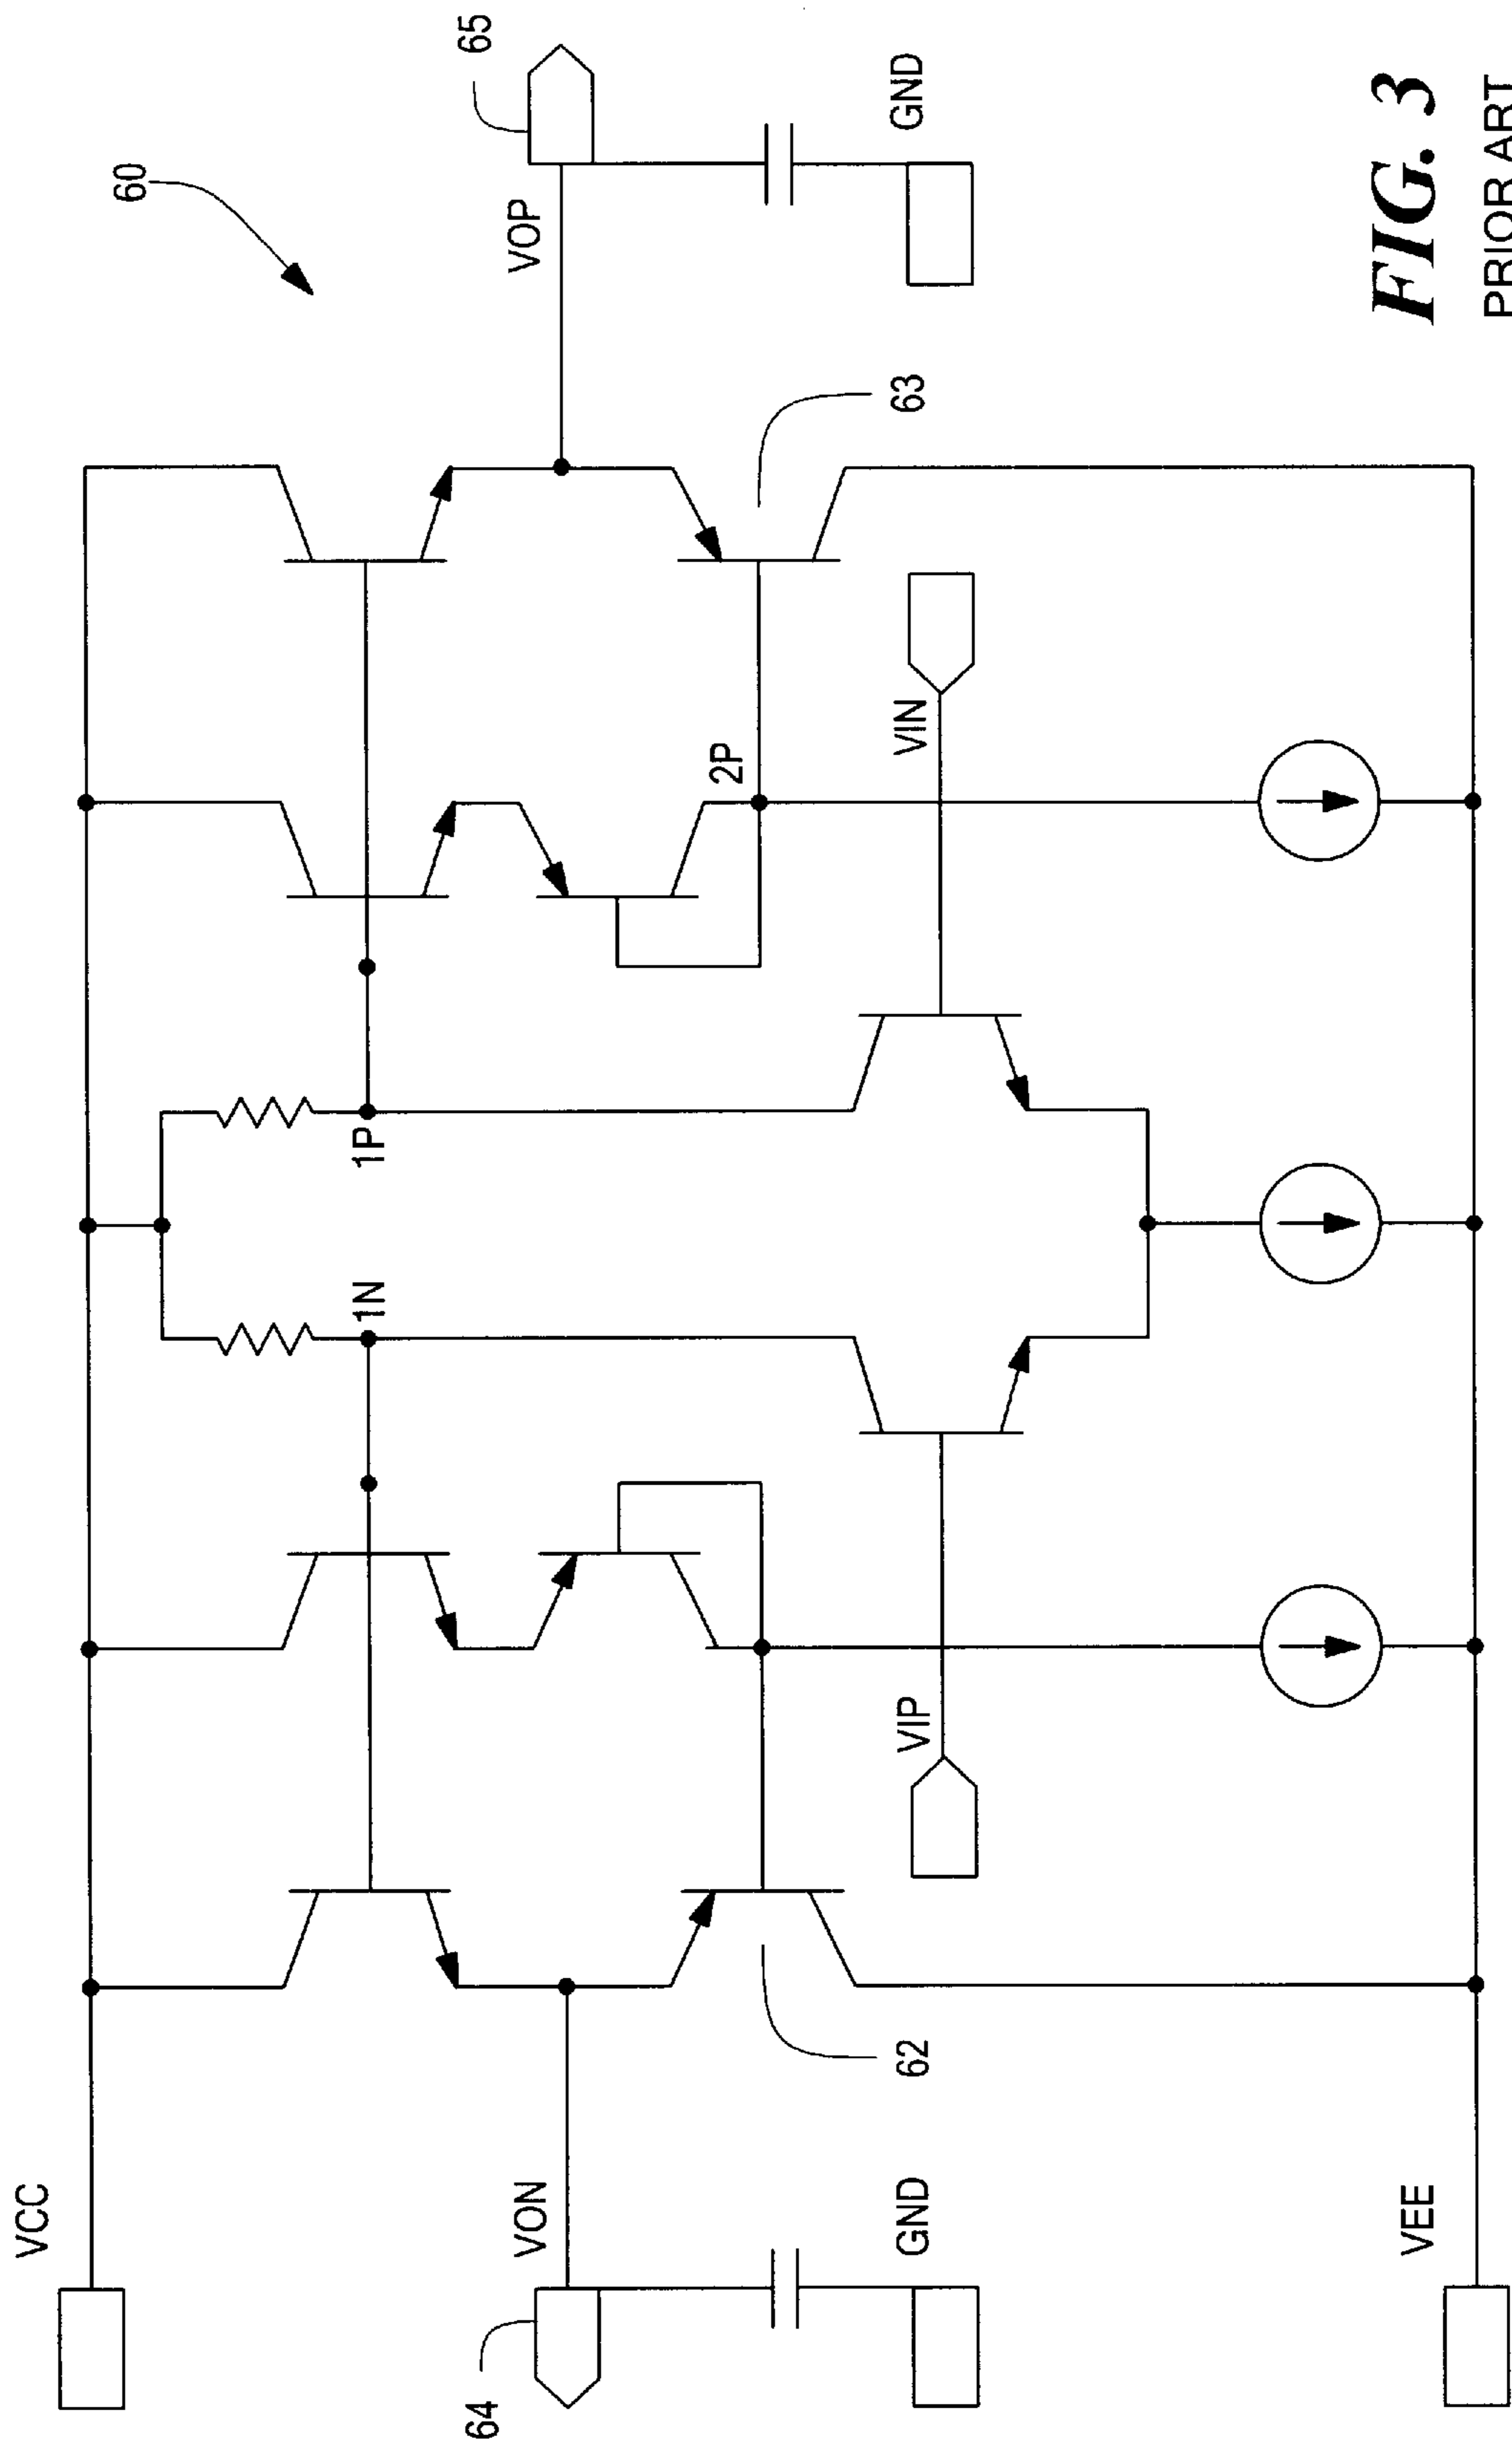 60
65
VCC
1N
1P
VOP
VON
64
2P
63
62
GND
VIP
VIN
GND
VEE
FIG. 3
PRIOR ART